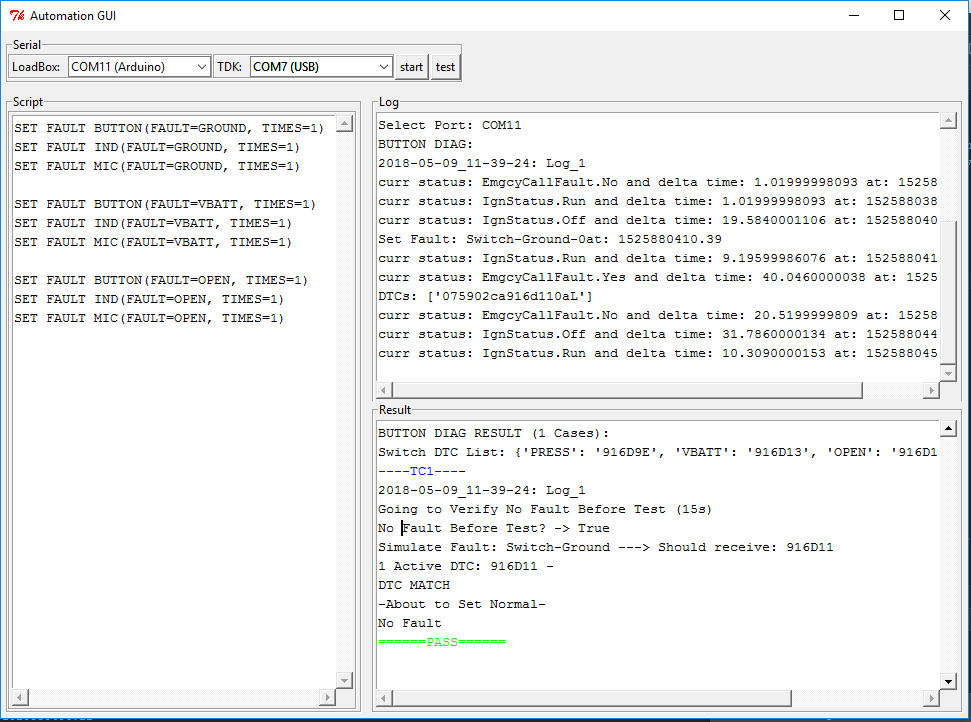 Automation GUI
Serial
LoadBox: COM11 (Arduino) TDK: COM7 (USB) start test
Script
SET FAULT BUTTON(FAULT=GROUND, TIMES=1)
SET FAULT IND(FAULT=GROUND, TIMES=1)
SET FAULT MIC(FAULT=GROUND, TIMES=1)
SET FAULT BUTTON(FAULT=VBATT, TIMES=1)
SET FAULT IND(FAULT=VBATT, TIMES=1)
SET FAULT MIC(FAULT=VBATT, TIMES=1)
SET FAULT BUTTON(FAULT=OPEN, TIMES=1)
SET FAULT IND(FAULT=OPEN, TIMES=1)
SET FAULT MIC(FAULT=OPEN, TIMES=1)
Log
Select Port: COM11
BUTTON DIAG:
2018-05-09_11-39-24: Log_1
curr status: EmgcyCallFault.No and delta time: 1.01999998093 at: 15258
curr status: IgnStatus.Run and delta time: 1.01999998093 at: 152588038
curr status: IgnStatus.Off and delta time: 19.5840001106 at: 152588040
Set Fault: Switch-Ground-0at: 1525880410.39
curr status: IgnStatus.Run and delta time: 9.19599986076 at: 152588041
curr status: EmgcyCallFault.Yes and delta time: 40.0460000038 at: 1525
DTCs: ['075902ca916d110aL']
curr status: EmgcyCallFault.No and delta time: 20.5199999809 at: 15258
curr status: IgnStatus.Off and delta time: 31.7860000134 at: 152588044
curr status: IgnStatus.Run and delta time: 10.3090000153 at: 152588045
Result
BUTTON DIAG RESULT (1 Cases):
Switch DTC List: {'PRESS': '916D9E', 'VBATT': '916D13', 'OPEN': '916D1
----TC1----
2018-05-09_11-39-24: Log_1
Going to Verify No Fault Before Test (15s)
No Fault Before Test? -> True
Simulate Fault: Switch-Ground ---> Should receive: 916D11
1 Active DTC: 916D11 -
DTC MATCH
-About to Set Normal-
No Fault
======PASS======